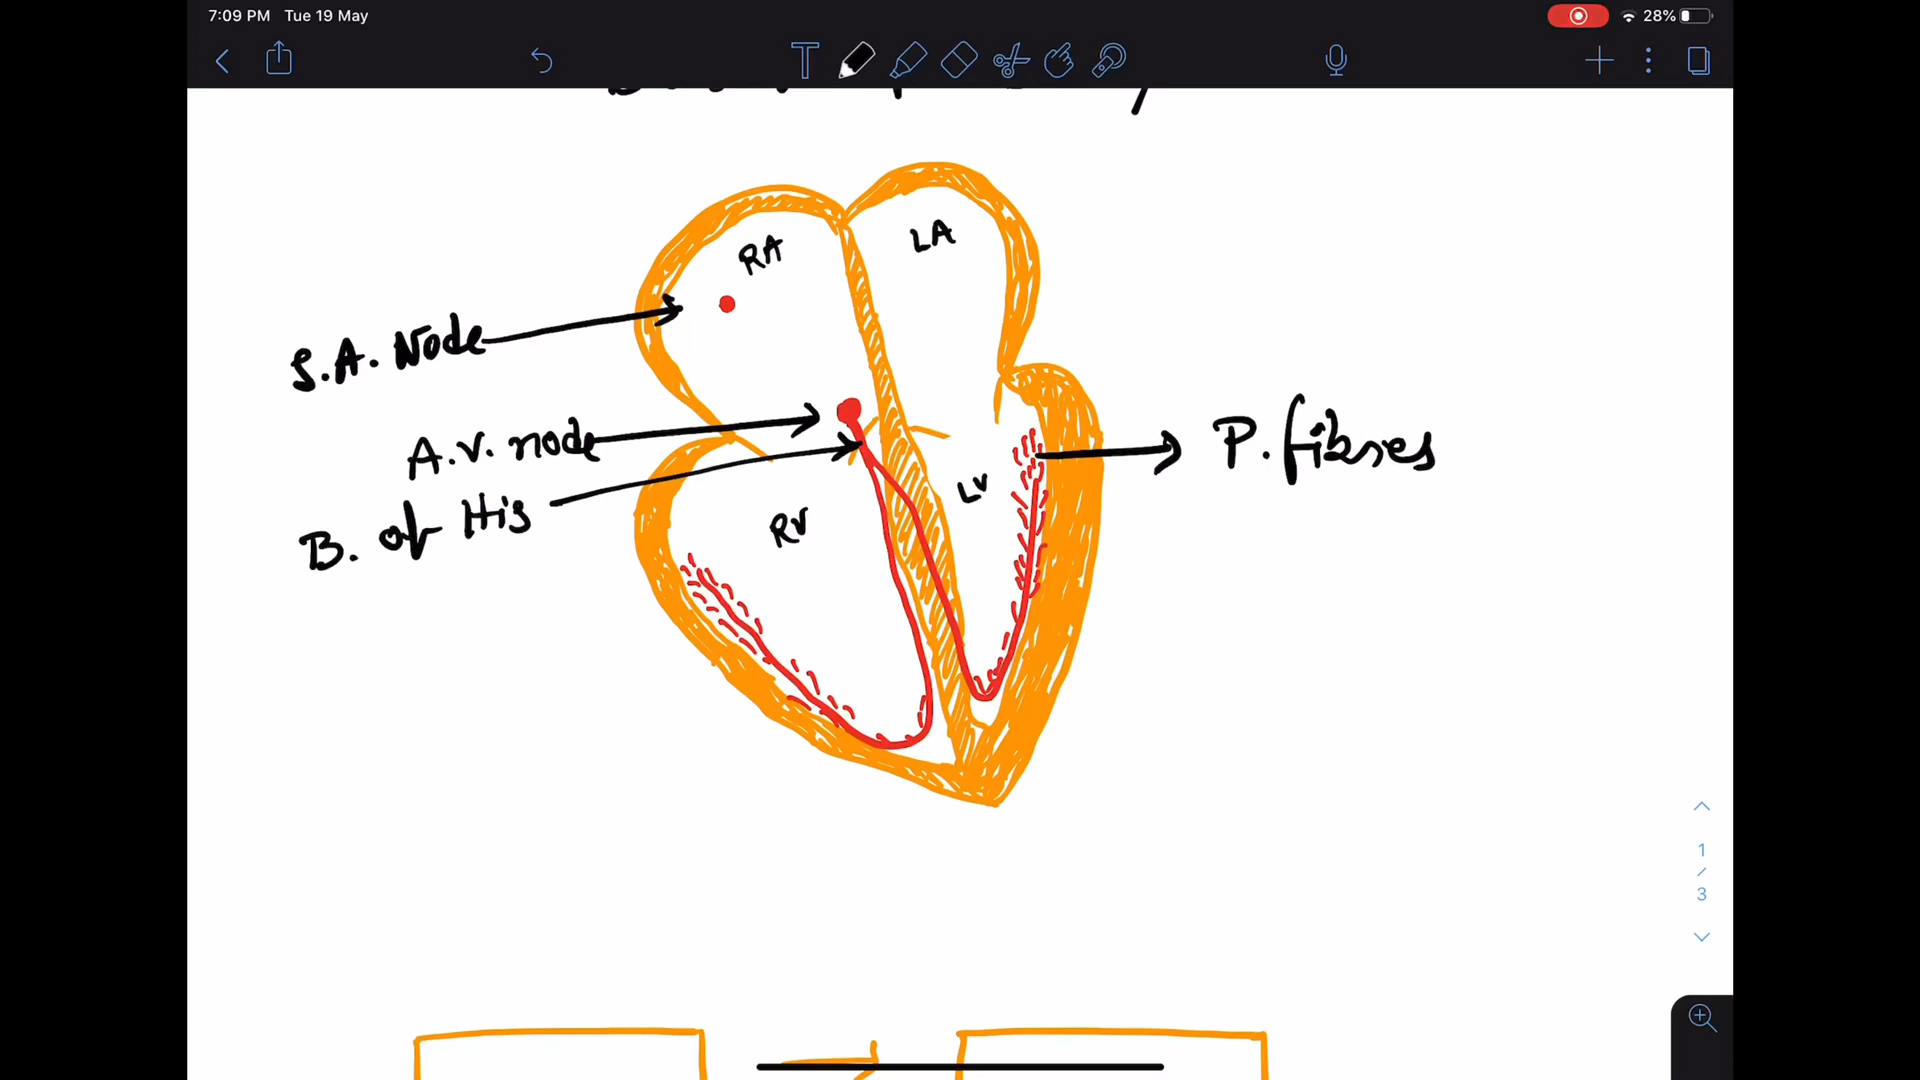 7:09 PM Tue 19 May
28%
T
RA
LA
S.A. Node
A.V. node
P. fibres
B. of His
RV
LV
1
/
3